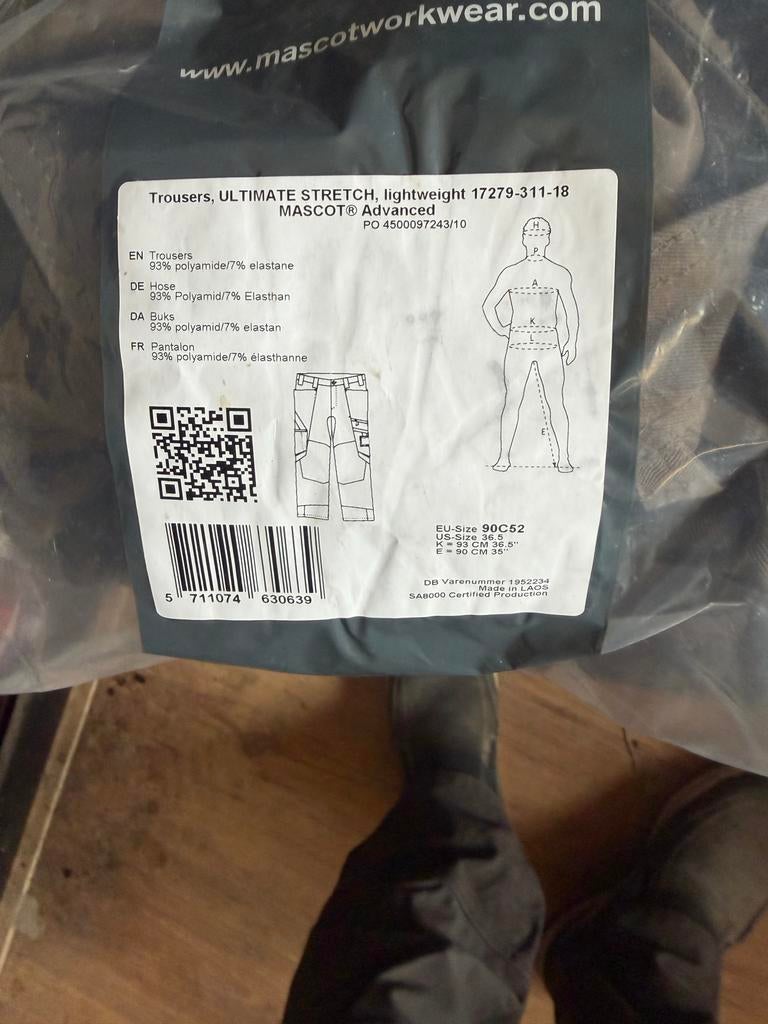 www.mascotworkwear.com
Trousers, ULTIMATE STRETCH, lightweight 17279-311-18
MASCOT® Advanced
PO 4500097243/10
EN Trousers
93% polyamide/7% elastane
DE Hose
93% Polyamid/7% Elasthan
DA Buks
93% polyamid/7% elastan
FR Pantalon
93% polyamide/7% élasthanne
H
P
A
K
L
E
EU-Size 90C52
US-Size 36.5
K = 93 CM 36.5"
E = 90 CM 35"
DB Varenummer 1952234
Made in LAOS
SA8000 Certified Production
5 711074 630639